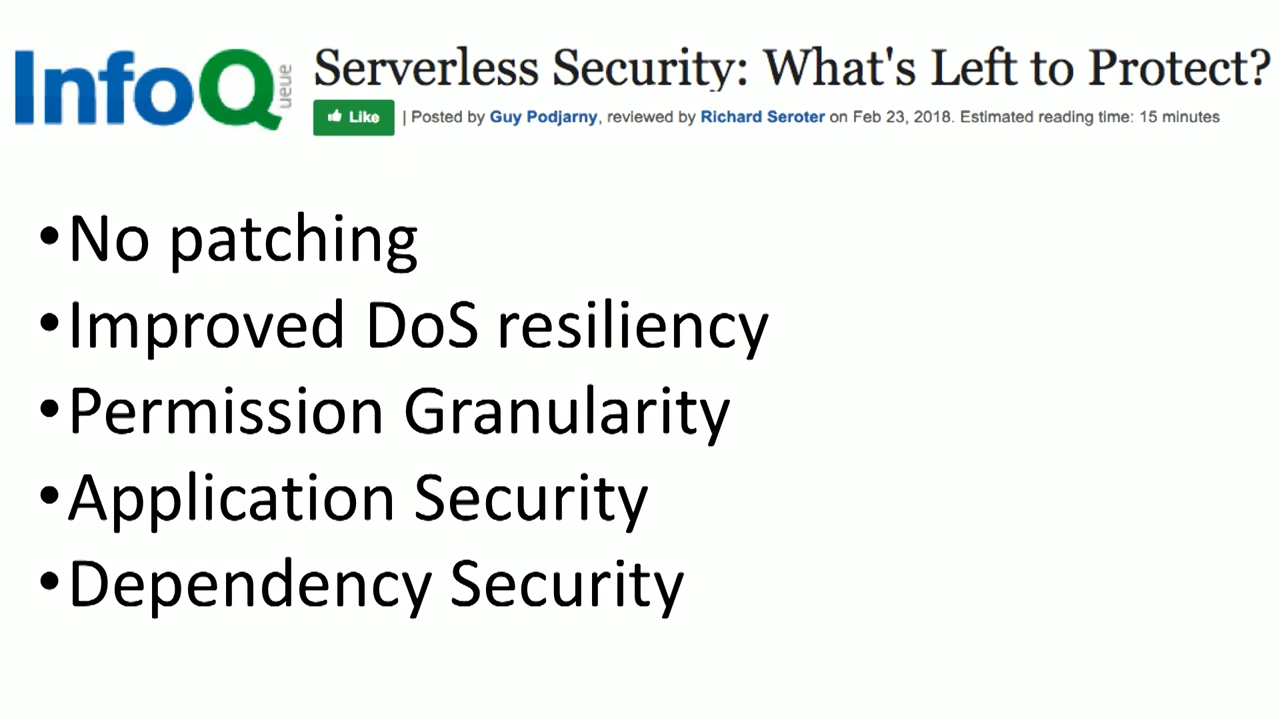 InfoQ queue
Serverless Security: What's Left to Protect?
Like | Posted by Guy Podjarny, reviewed by Richard Seroter on Feb 23, 2018. Estimated reading time: 15 minutes
•No patching
•Improved DoS resiliency
•Permission Granularity
•Application Security
•Dependency Security